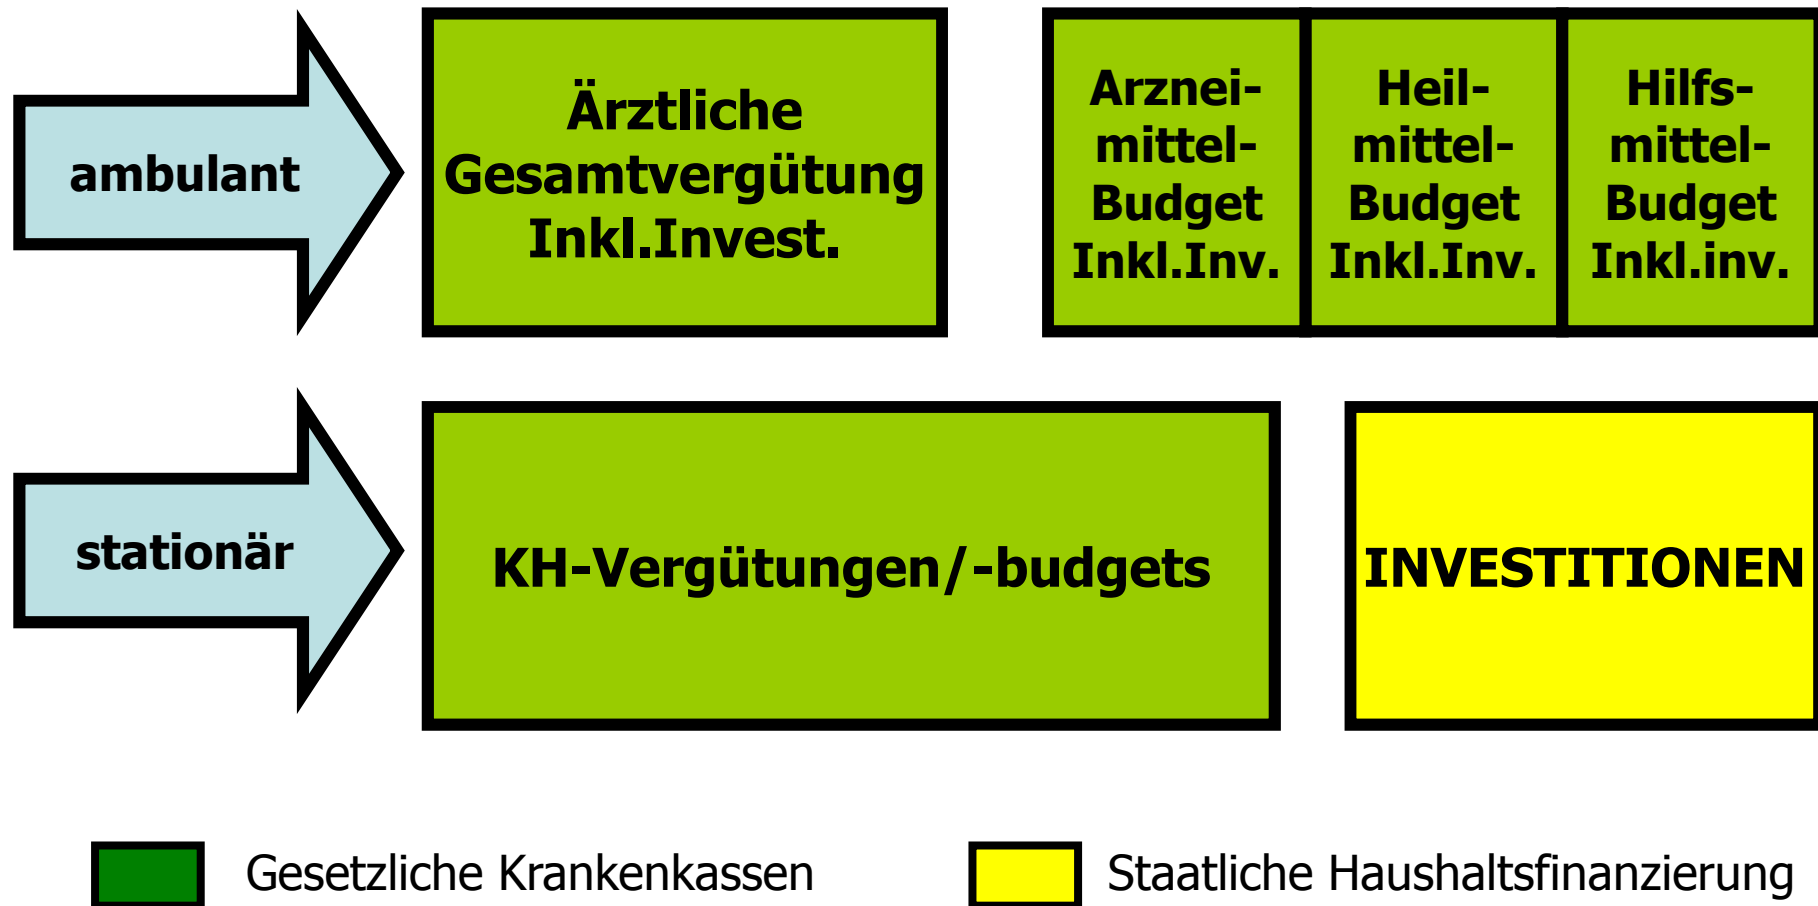 ambulant
Ärztliche
Gesamtvergütung
Inkl.Invest.
Arznei-
mittel-
Budget
Inkl.Inv.
Heil-
mittel-
Budget
Inkl.Inv.
Hilfs-
mittel-
Budget
Inkl.inv.
stationär
KH-Vergütungen/-budgets
INVESTITIONEN
Gesetzliche Krankenkassen
Staatliche Haushaltsfinanzierung